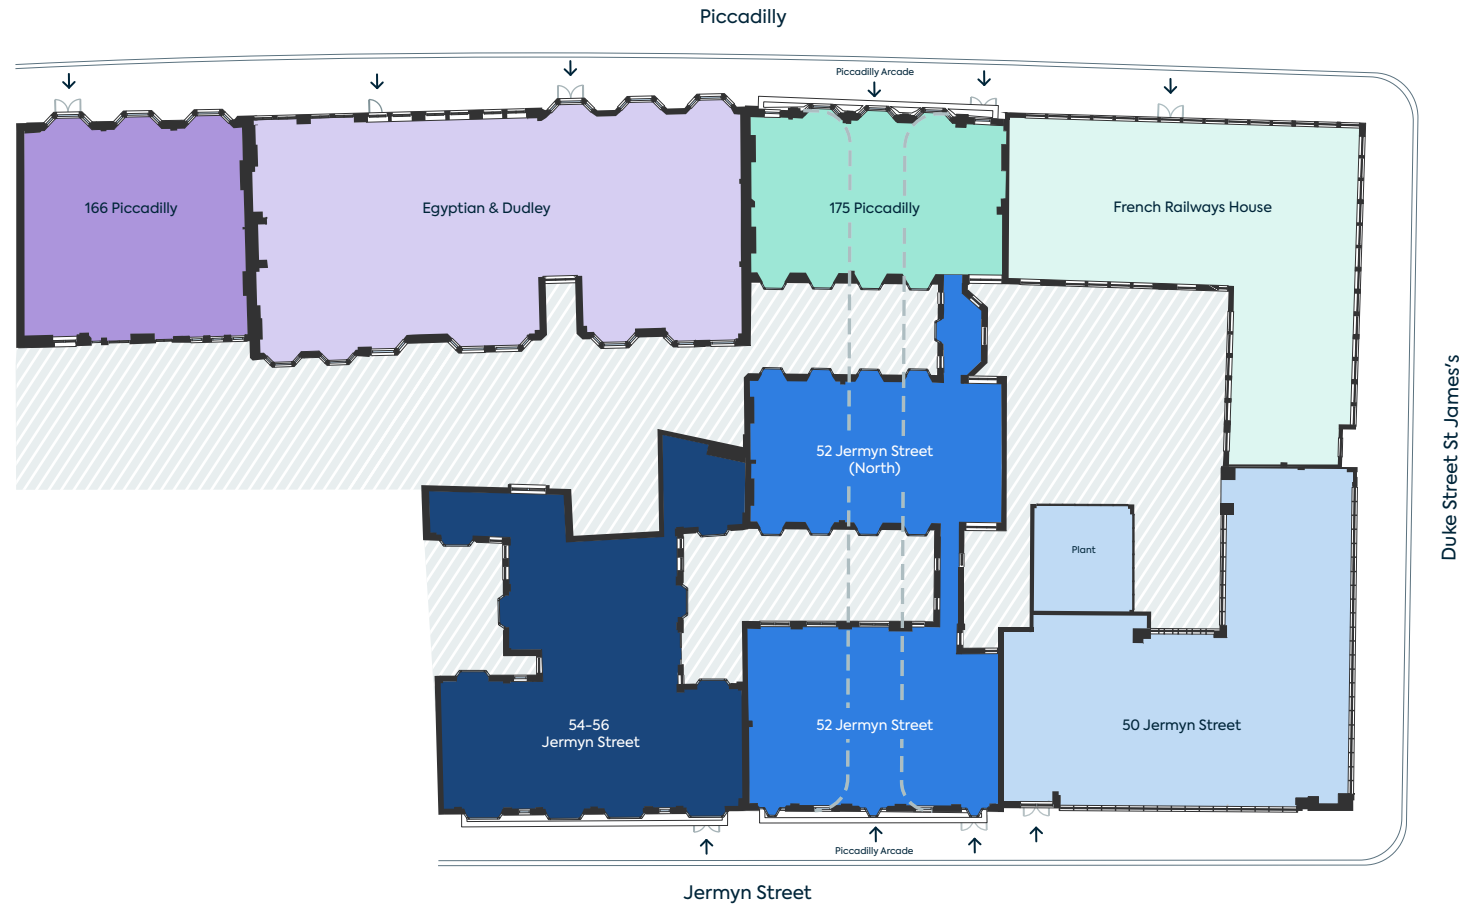 Piccadilly
Piccadilly Arcade
166 Piccadilly
Egyptian & Dudley
175 Piccadilly
French Railways House
52 Jermyn Street
(North)
Duke Street St James's
Plant
54-56
Jermyn Street
52 Jermyn Street
50 Jermyn Street
Piccadilly Arcade
Jermyn Street